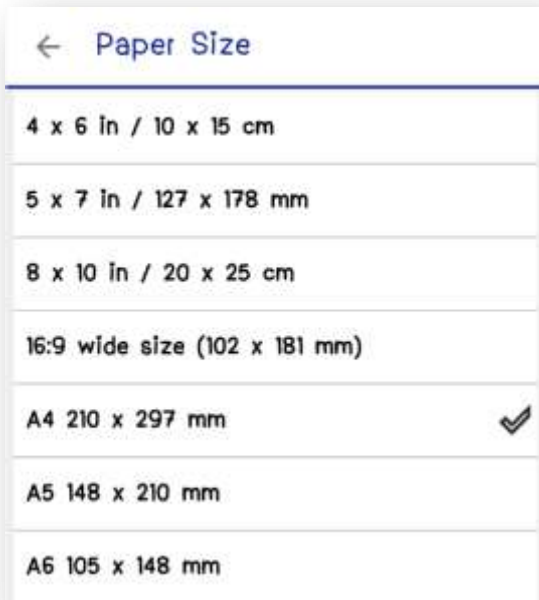 Paper Size
4 x 6 in / 10 x 15 cm
5 x 7 in / 127 x 178 mm
8 x 10 in / 20 x 25 cm
16:9 wide size (102 x 181 mm)
A4 210 x 297 mm
A5 148 x 210 mm
A6 105 x 148 mm